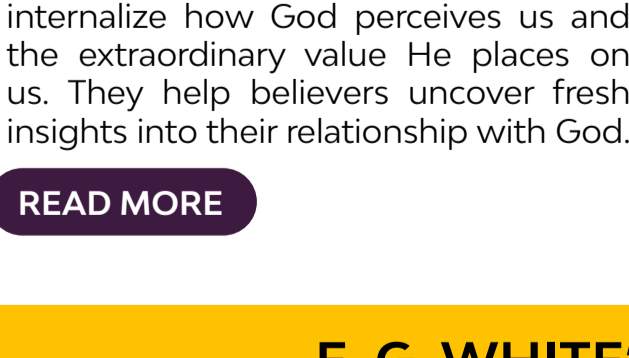 internalize how God perceives us and
the extraordinary value He places on
us. They help believers uncover fresh
insights into their relationship with God.
READ MORE